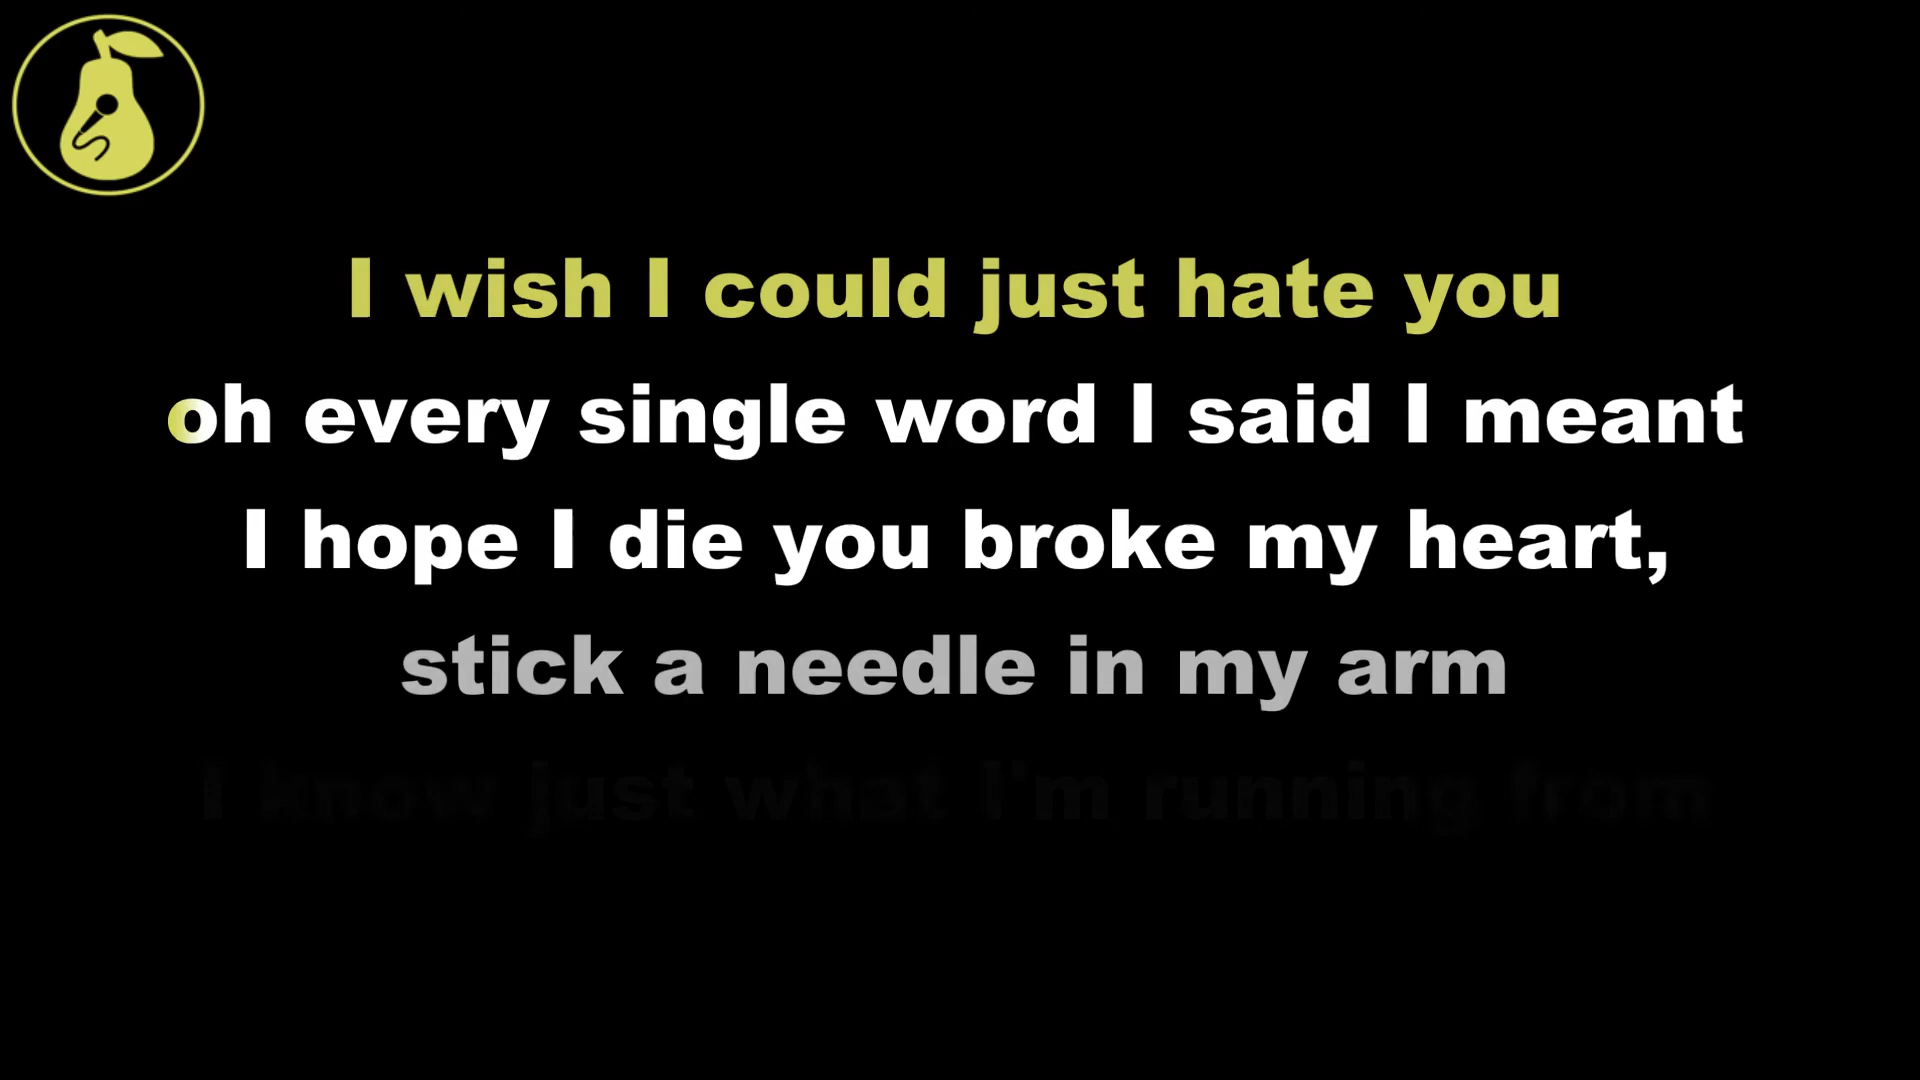 I wish I could just hate you
oh every single word I said I meant
I hope I die you broke my heart,
stick a needle in my arm
I know just what I'm running from